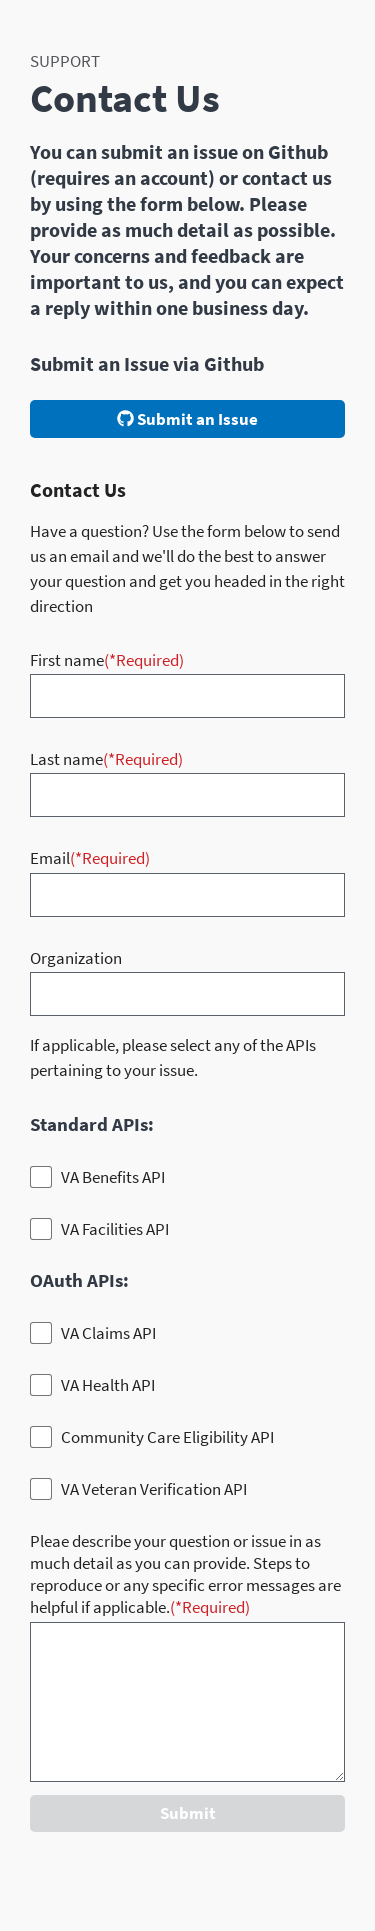 SUPPORT
Contact Us
You can submit an issue on Github
(requires an account) or contact us
by using the form below. Please
provide as much detail as possible.
Your concerns and feedback are
important to us, and you can expect
a reply within one business day.
Submit an Issue via Github
Submit an Issue
Contact Us
Have a question? Use the form below to send
us an email and we'll do the best to answer
your question and get you headed in the right
direction
First name(*Required)
Last name(*Required)
Email(*Required)
Organization
If applicable, please select any of the APIs
pertaining to your issue.
Standard APIs:
VA Benefits API
VA Facilities API
OAuth APIs:
VA Claims API
VA Health API
Community Care Eligibility API
VA Veteran Verification API
Pleae describe your question or issue in as
much detail as you can provide. Steps to
reproduce or any specific error messages are
helpful if applicable.(*Required)
Submit